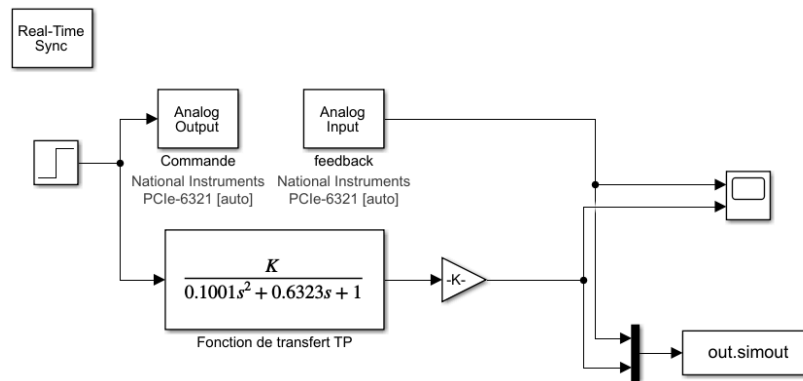 Real-Time
Sync
Analog
Output
Commande
National Instruments
PCIe-6321 [auto]
Analog
Input
feedback
National Instruments
PCIe-6321 [auto]
K
0.1001s² + 0.6323s + 1
Fonction de transfert TP
-K-
out.simout